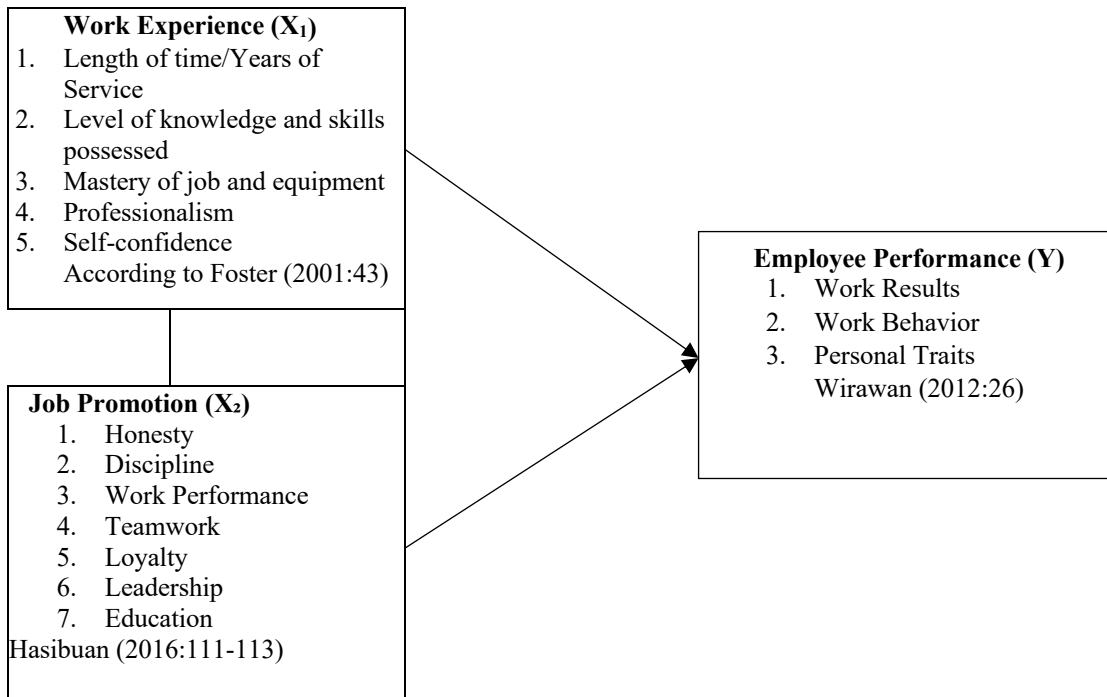 Work Experience (X₁)
1. Length of time/Years of
Service
2. Level of knowledge and skills
possessed
3. Mastery of job and equipment
4. Professionalism
5. Self-confidence
According to Foster (2001:43)
Job Promotion (X₂)
1. Honesty
2. Discipline
3. Work Performance
4. Teamwork
5. Loyalty
6. Leadership
7. Education
Hasibuan (2016:111-113)
Employee Performance (Y)
1. Work Results
2. Work Behavior
3. Personal Traits
Wirawan (2012:26)